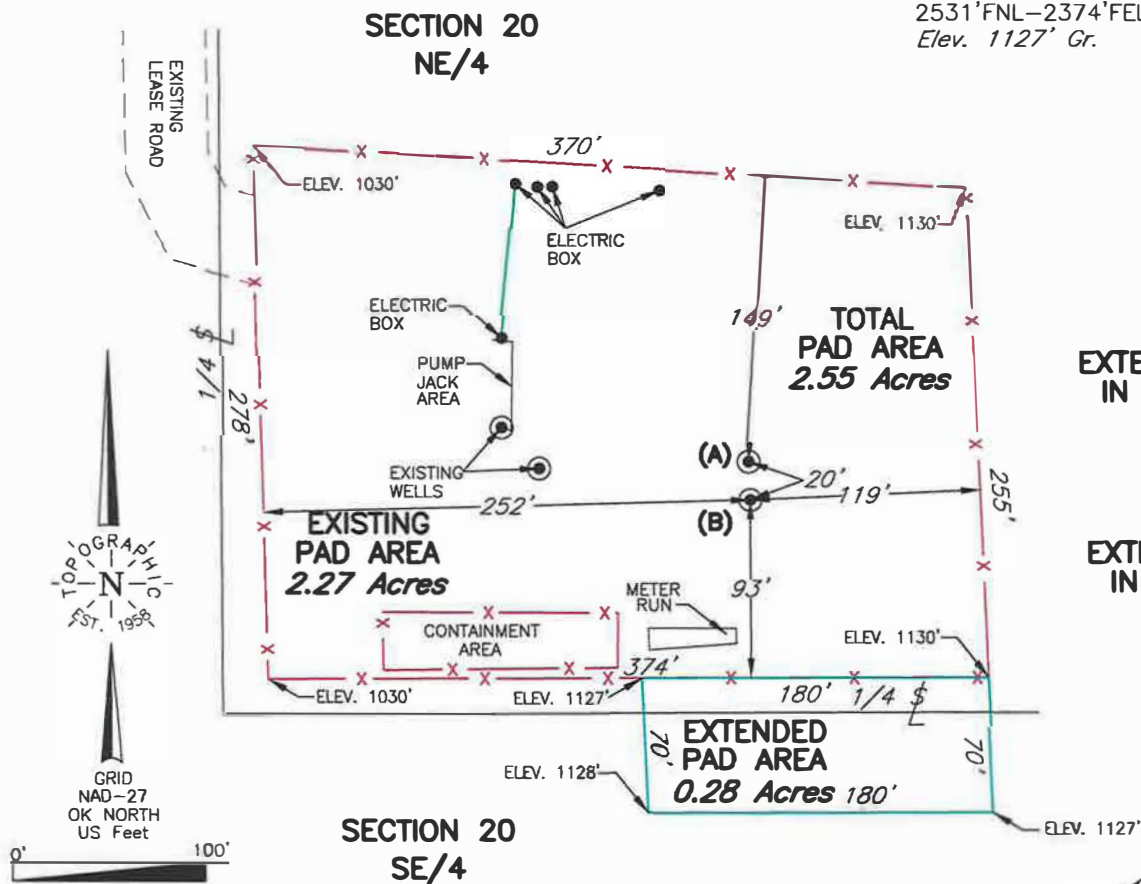 SECTION 20
NE/4
2531'FNL-2374'FEL
Elev. 1127' Gr.
EXISTING
LEASE ROAD
370'
ELEV. 1030'
ELEV. 1130'
ELECTRIC
BOX
ELECTRIC
BOX
149'
TOTAL
PAD AREA
2.55 Acres
PUMP
JACK
AREA
1/4
278'
EXISTING
WELLS
(A)
20'
(B)
252'
119'
255'
EXISTING
PAD AREA
2.27 Acres
93'
METER
RUN
CONTAINMENT
AREA
374'
ELEV. 1130'
ELEV. 1030'
ELEV. 1127'
180'
1/4
EXTENDED
PAD AREA
0.28 Acres
70'
70'
180'
ELEV. 1128'
ELEV. 1127'
TOPOGRAPHIC
N
EST. 1958
GRID
NAD-27
OK NORTH
US Feet
0'
100'
SECTION 20
SE/4
IN
IN